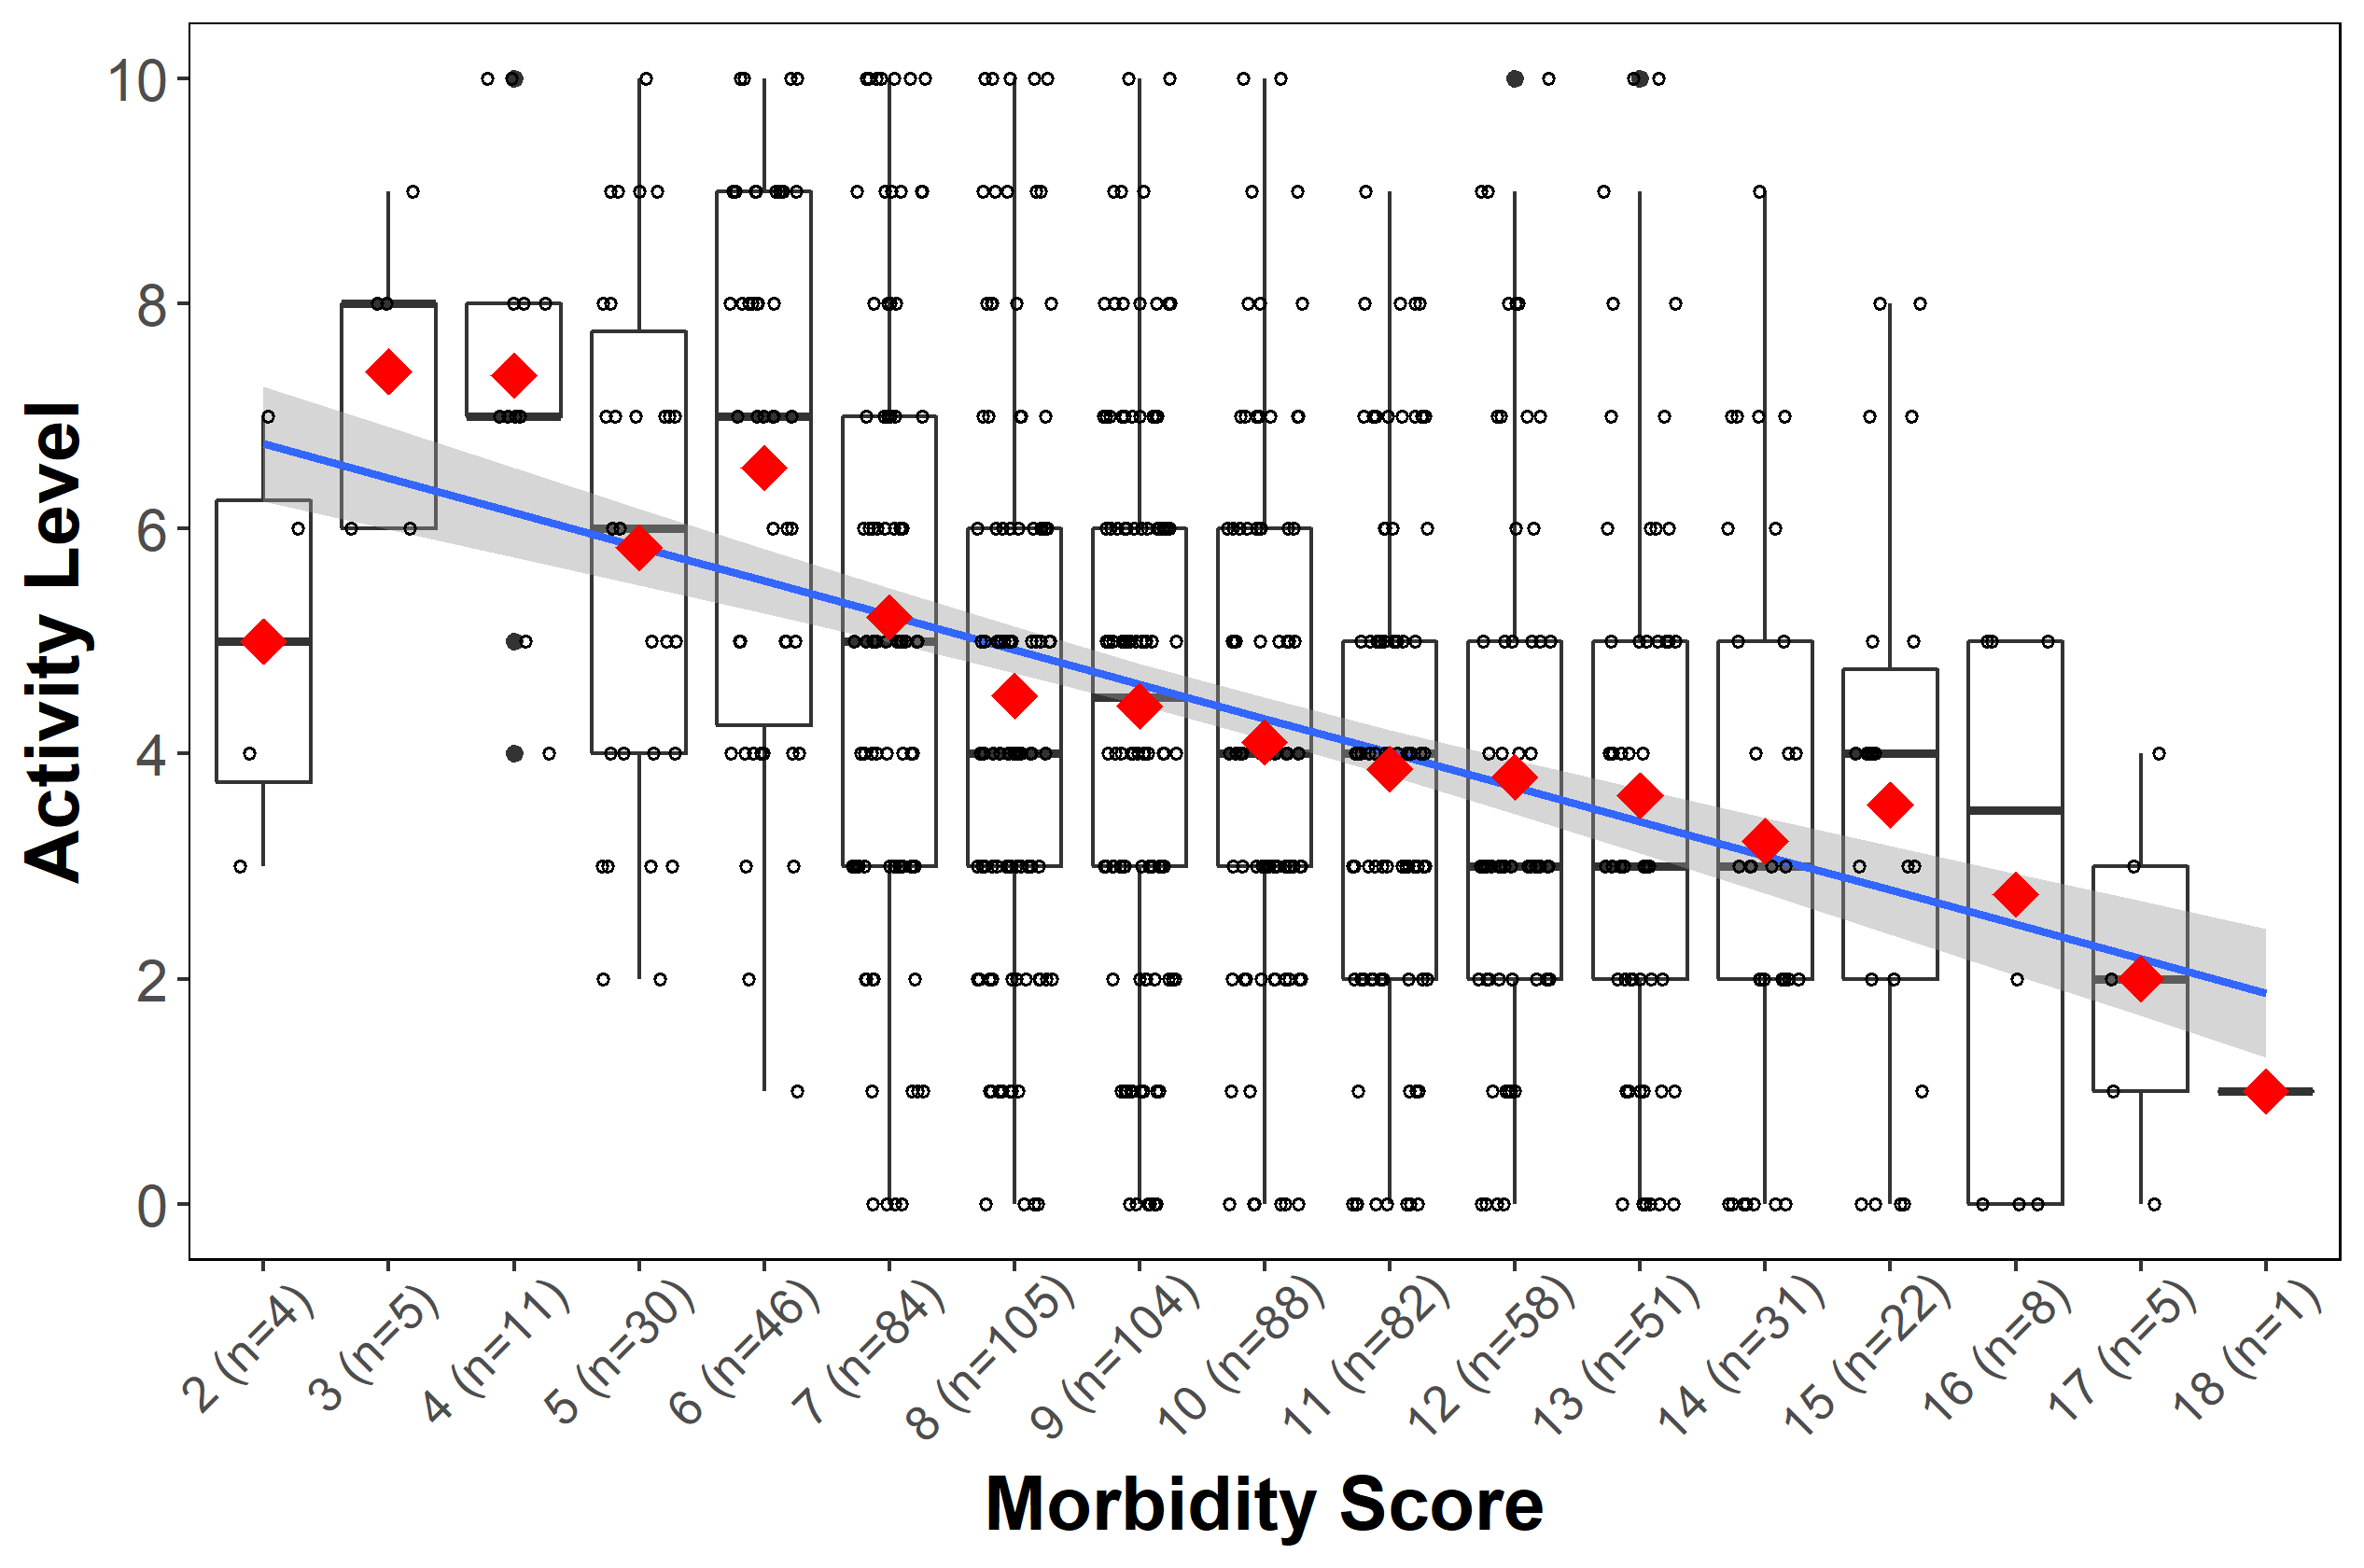 Activity Level
10
8
6
4
2
0
2 (n=4)
3 (n=5)
4 (n=11)
5 (n=30)
6 (n=46)
7 (n=84)
8 (n=105)
9 (n=104)
10 (n=88)
11 (n=82)
12 (n=58)
13 (n=51)
14 (n=31)
15 (n=22)
16 (n=8)
17 (n=5)
18 (n=1)
Morbidity Score